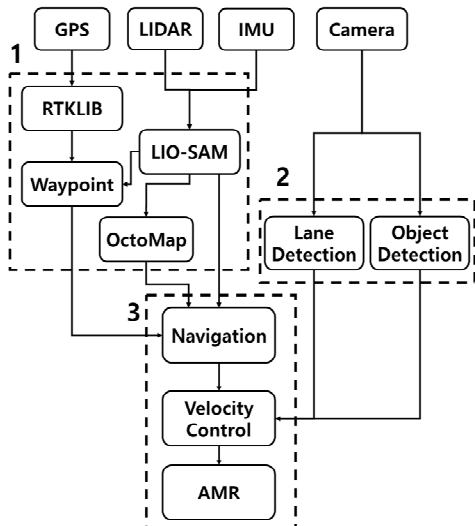 GPS
LIDAR
IMU
Camera
1
RTKLIB
LIO-SAM
Waypoint
2
OctoMap
Lane
Detection
Object
Detection
3
Navigation
Velocity
Control
AMR